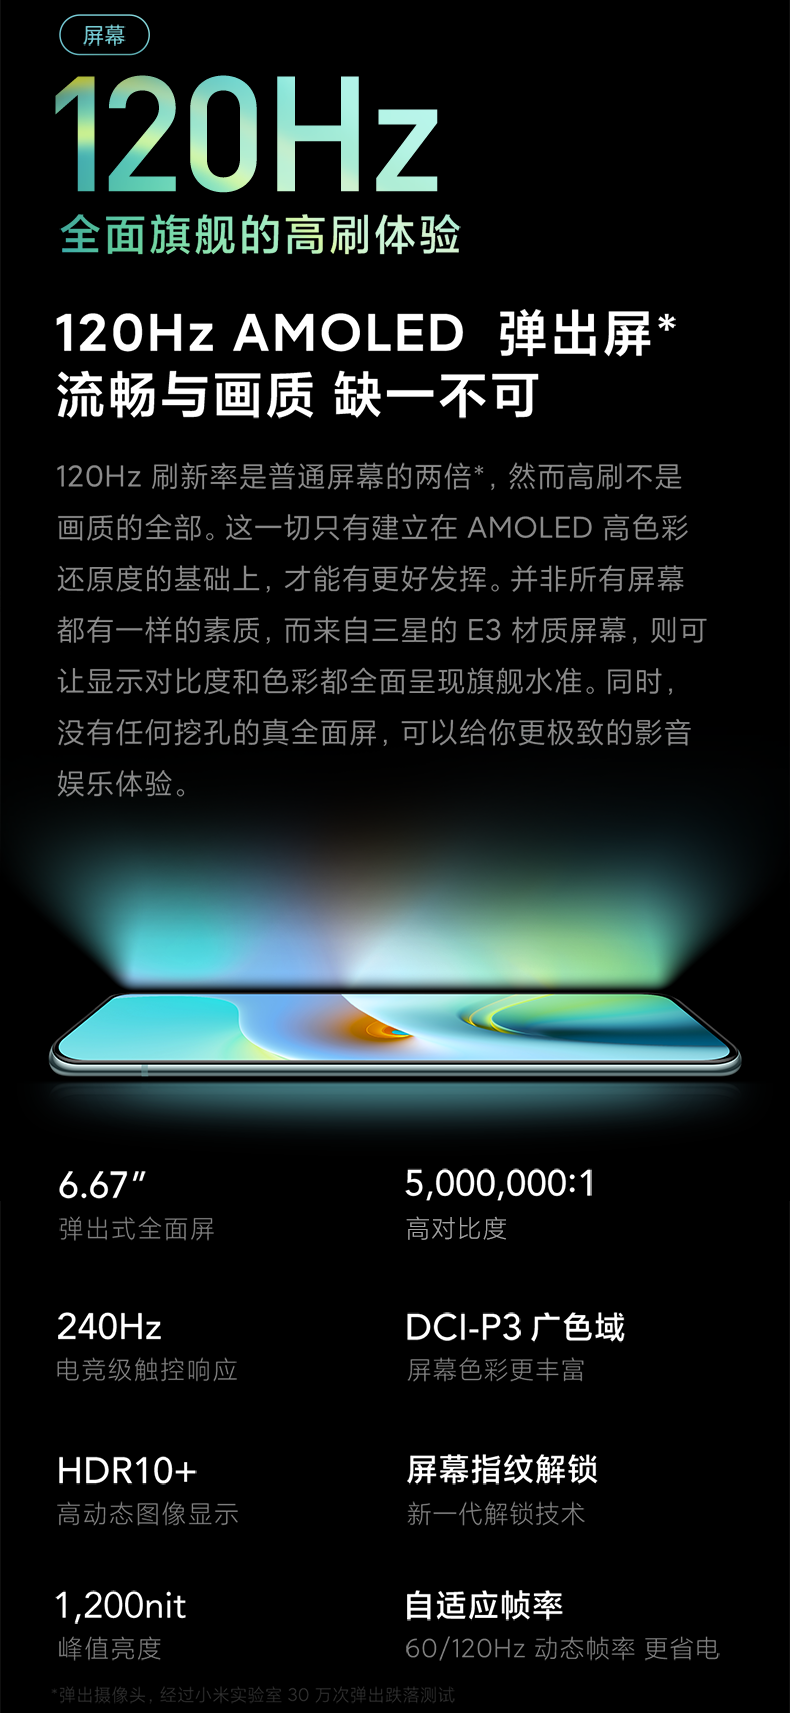 屏幕
120Hz
全面旗舰的高刷体验
120Hz AMOLED 弹出屏*
流畅与画质 缺一不可
120Hz 刷新率是普通屏幕的两倍*, 然而高刷不是
画质的全部。这一切只有建立在 AMOLED 高色彩
还原度的基础上, 才能有更好发挥。并非所有屏幕
都有一样的素质, 而来自三星的 E3 材质屏幕, 则可
让显示对比度和色彩都全面呈现旗舰水准。同时,
没有任何挖孔的真全面屏, 可以给你更极致的影音
娱乐体验。
6.67″
弹出式全面屏
5,000,000:1
高对比度
240Hz
电竞级触控响应
DCI-P3 广色域
屏幕色彩更丰富
HDR10+
高动态图像显示
屏幕指纹解锁
新一代解锁技术
1,200nit
峰值亮度
自适应帧率
60/120Hz 动态帧率 更省电
*弹出摄像头, 经过小米实验室 30 万次弹出跌落测试